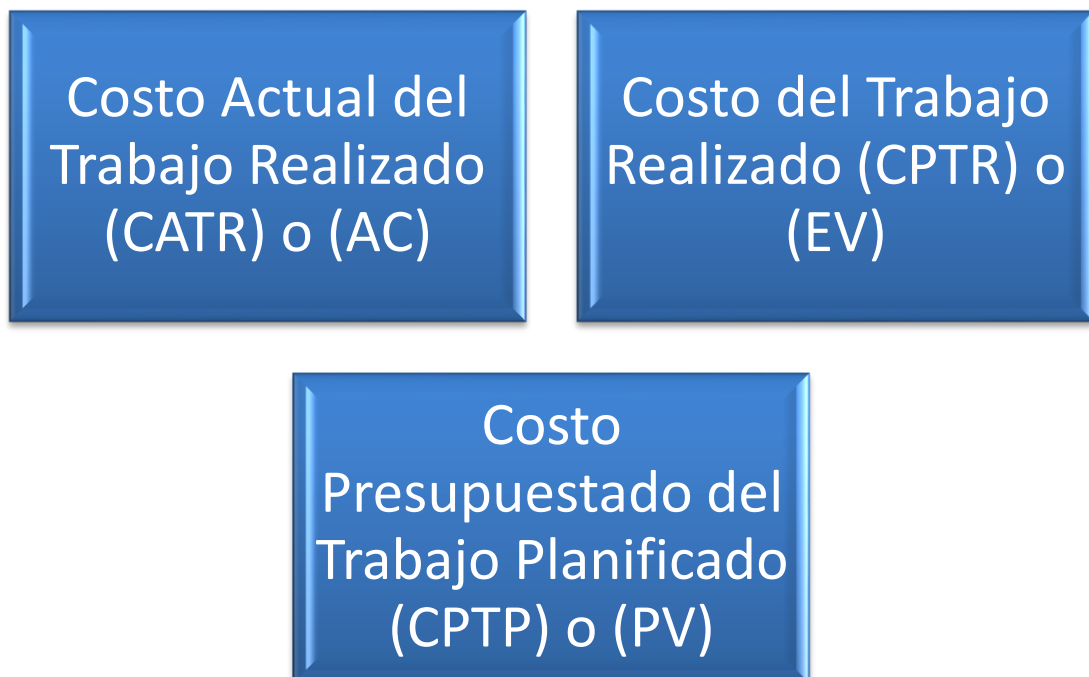 Costo Actual del
Trabajo Realizado
(CATR) o (AC)
Costo del Trabajo
Realizado (CPTR) o
(EV)
Costo
Presupuestado del
Trabajo Planificado
(CPTP) o (PV)